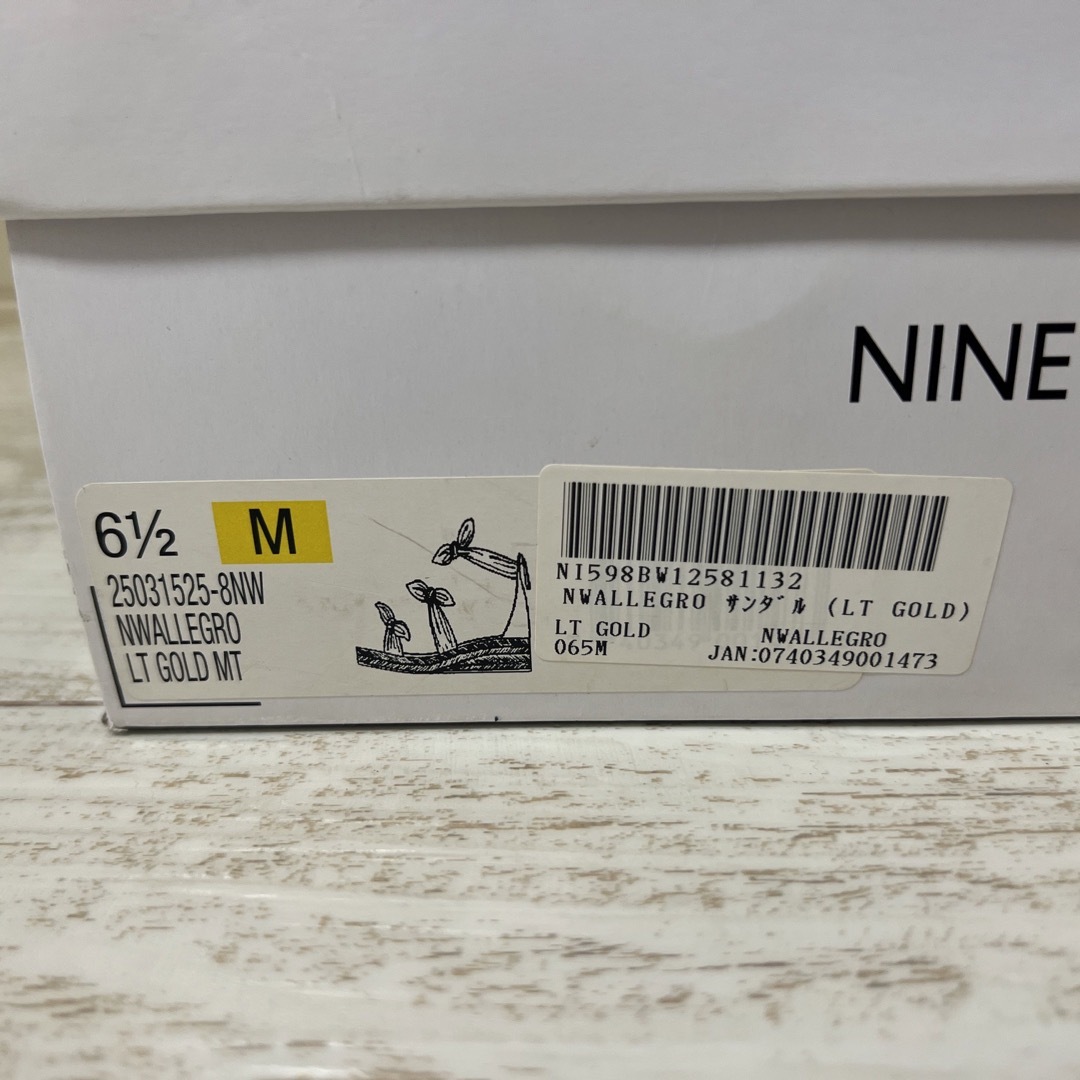 NINE
6½ M
25031525-8NW
NWALLEGRO
LT GOLD MT
NI598BW12581132
NWALLEGRO ｻﾝﾀﾞﾙ (LT GOLD)
LT GOLD NWALLEGRO
065M JAN:0740349001473